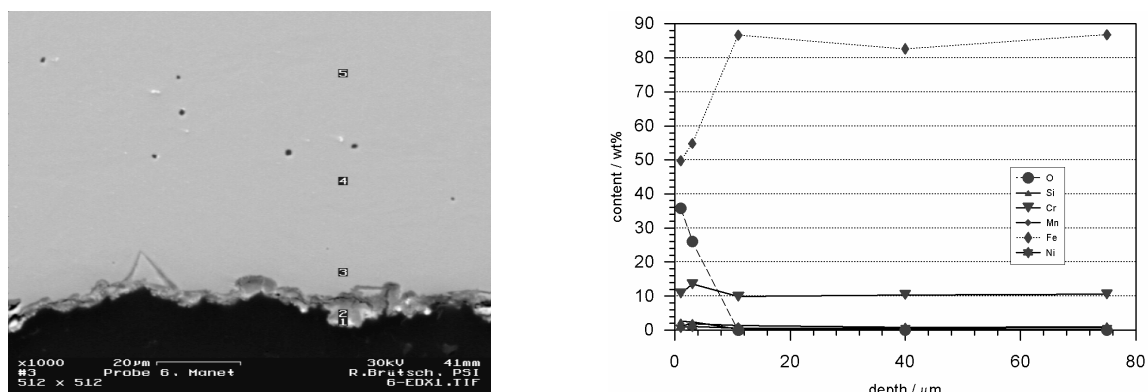 5
4
3
2
1
x1000 20µm 30kV 41mm
#3 Probe 6. Manet R.Brütsch. PSI
512 x 512 6-EDX1.TIF
90
80
70
60
50
40
30
20
10
0
content / wt%
0 20 40 60 80
depth / µm
O
Si
Cr
Mn
Fe
Ni